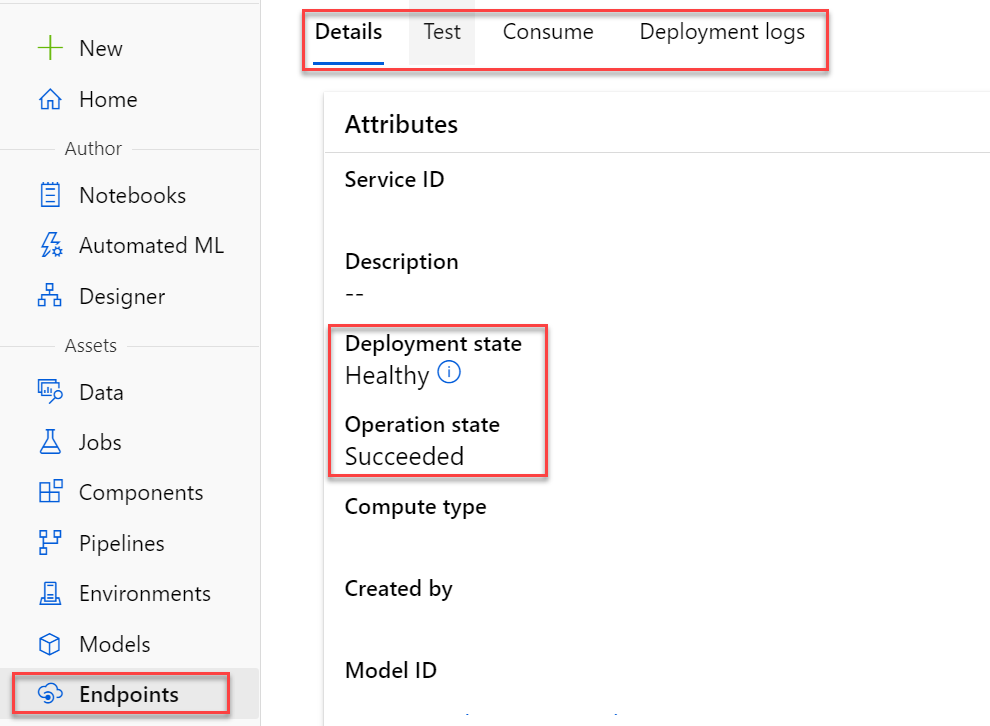 New
Home
Author
Notebooks
Automated ML
Designer
Assets
Data
Jobs
Components
Pipelines
Environments
Models
Endpoints
Details Test Consume Deployment logs
Attributes
Service ID
Description
--
Deployment state
Healthy
Operation state
Succeeded
Compute type
Created by
Model ID